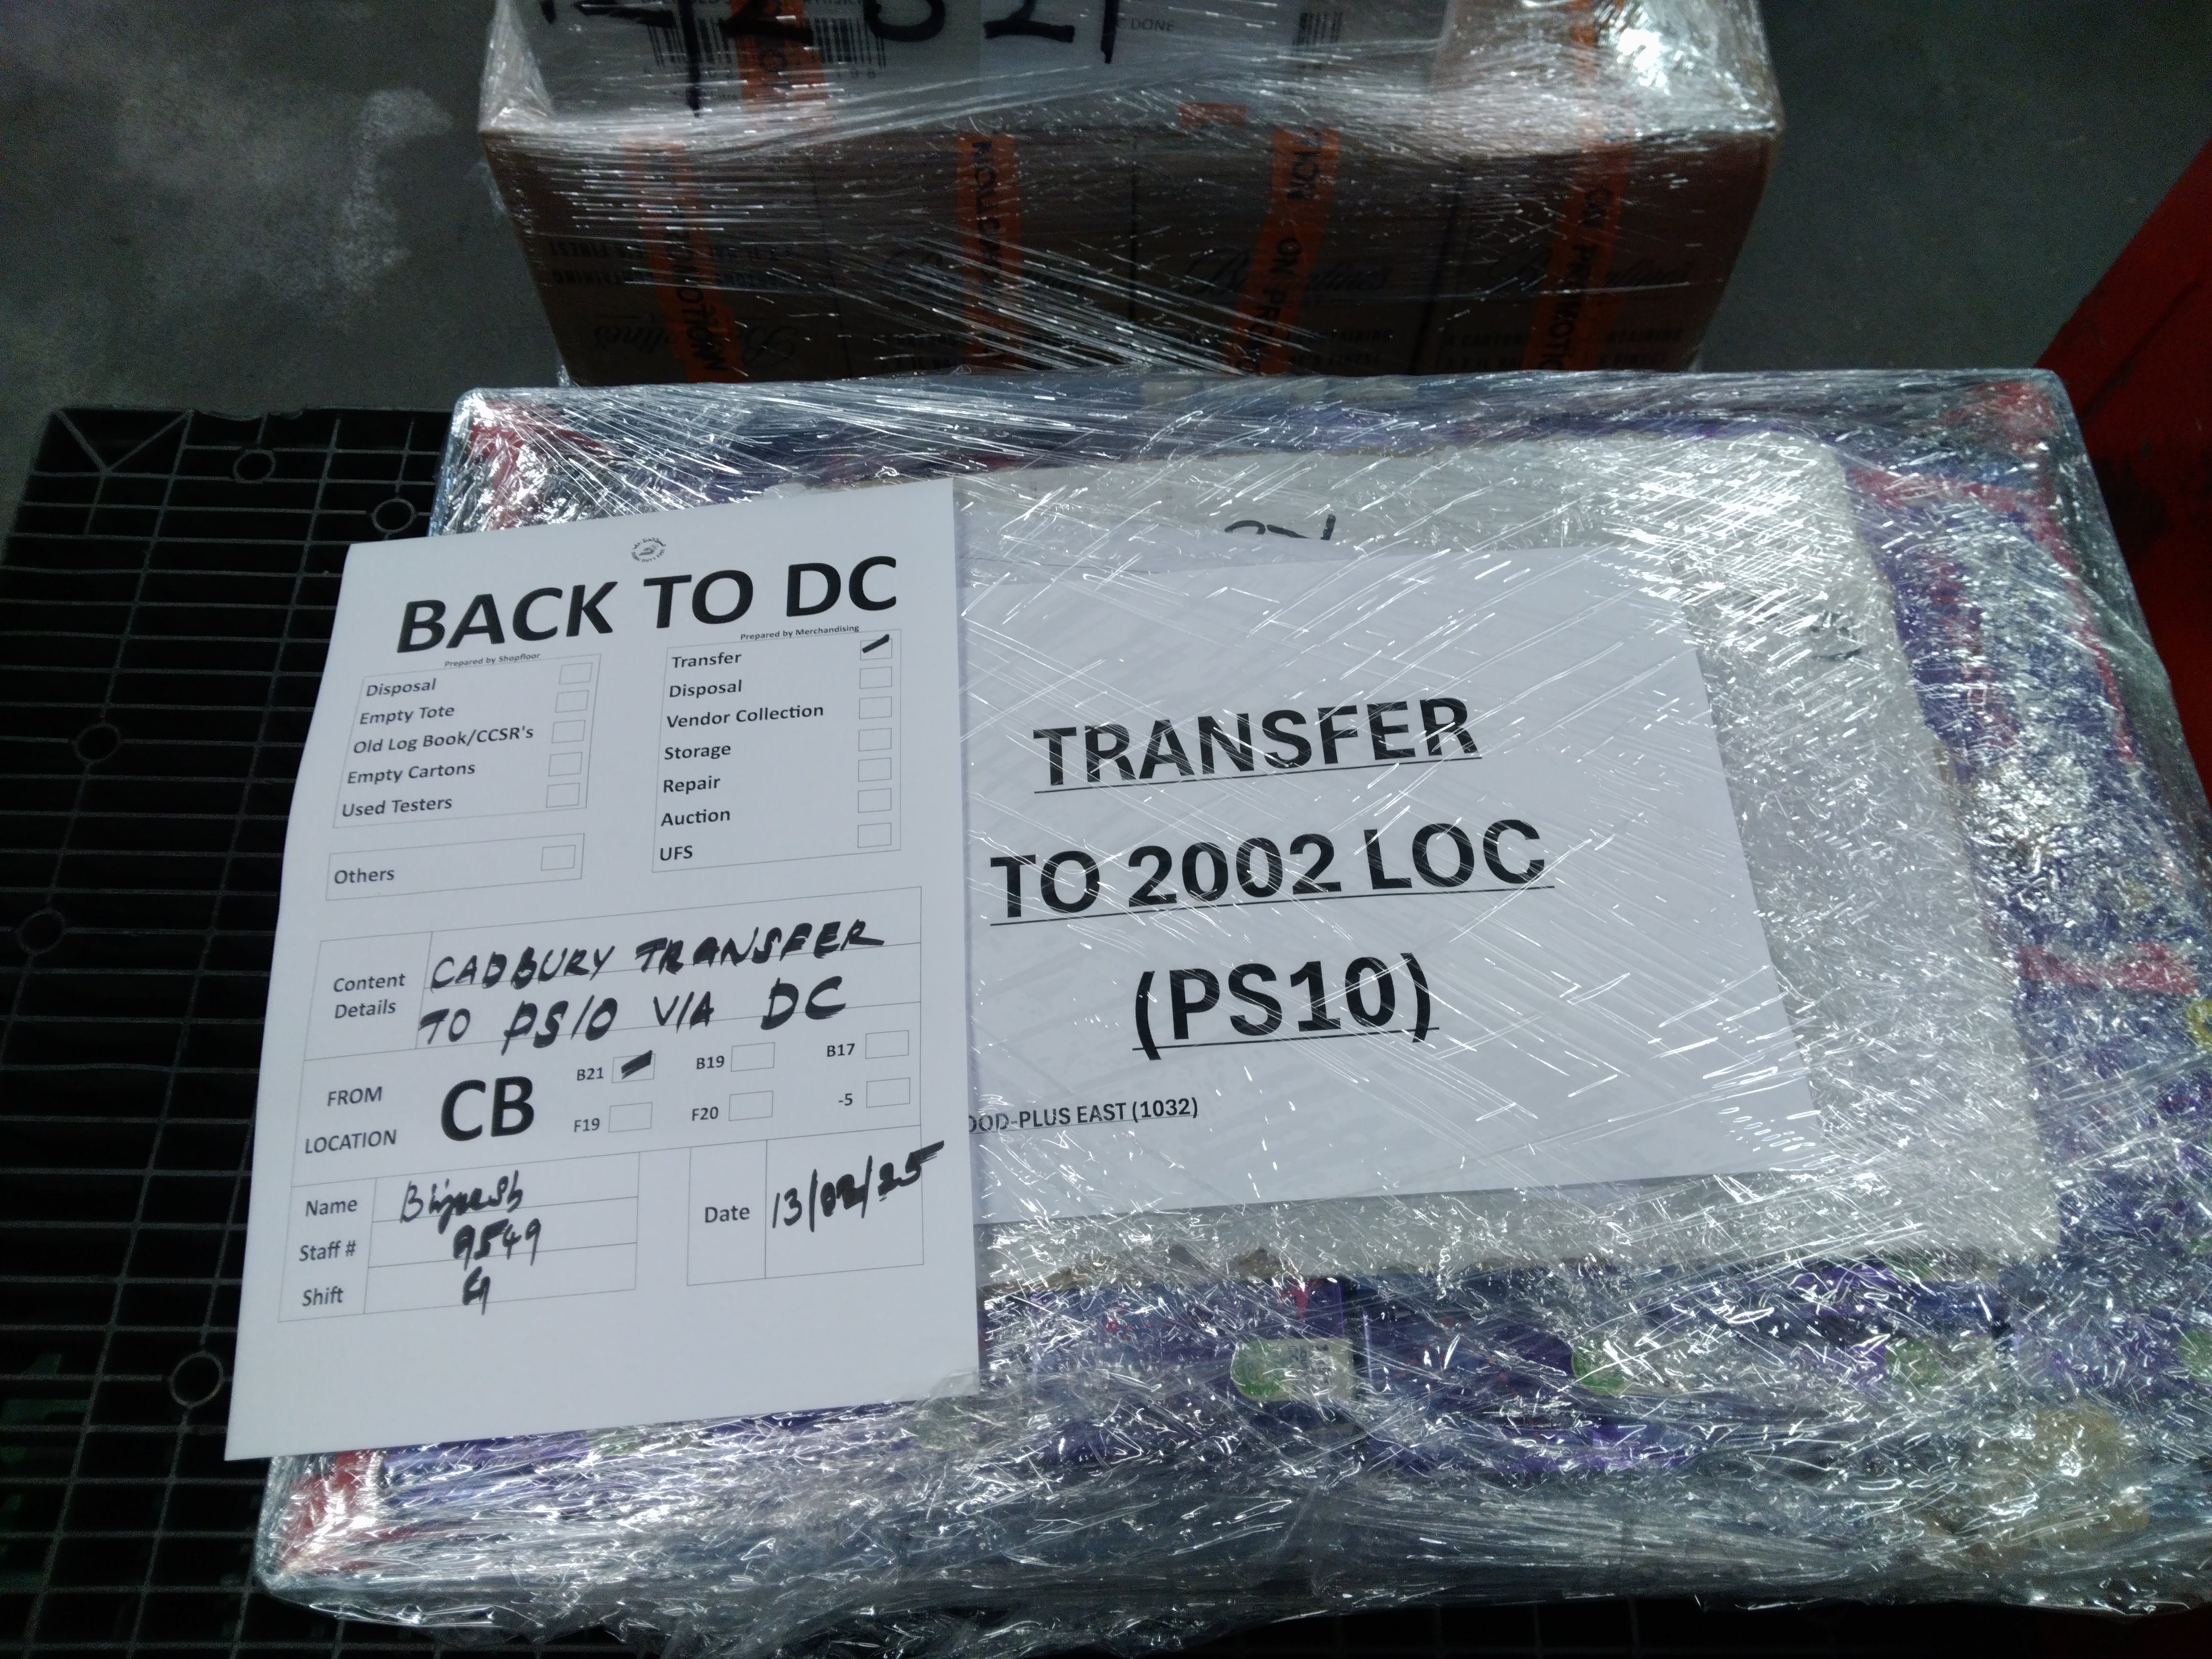 DONE
ON PROMOTION
BACK TO DC
Prepared by Shopfloor
Disposal
Empty Tote
Old Log Book/CCSR's
Empty Cartons
Used Testers
Others
Prepared by Merchandising
Transfer
Disposal
Vendor Collection
Storage
Repair
Auction
UFS
Content Details
CADBURY TRANSFER
TO PS10 VIA DC
FROM LOCATION
CB
B21 B19 B17
F19 F20 -5
Name
Staff # 9549
Shift G
Date 13/02/25
TRANSFER
TO 2002 LOC
(PS10)
OOD-PLUS EAST (1032)